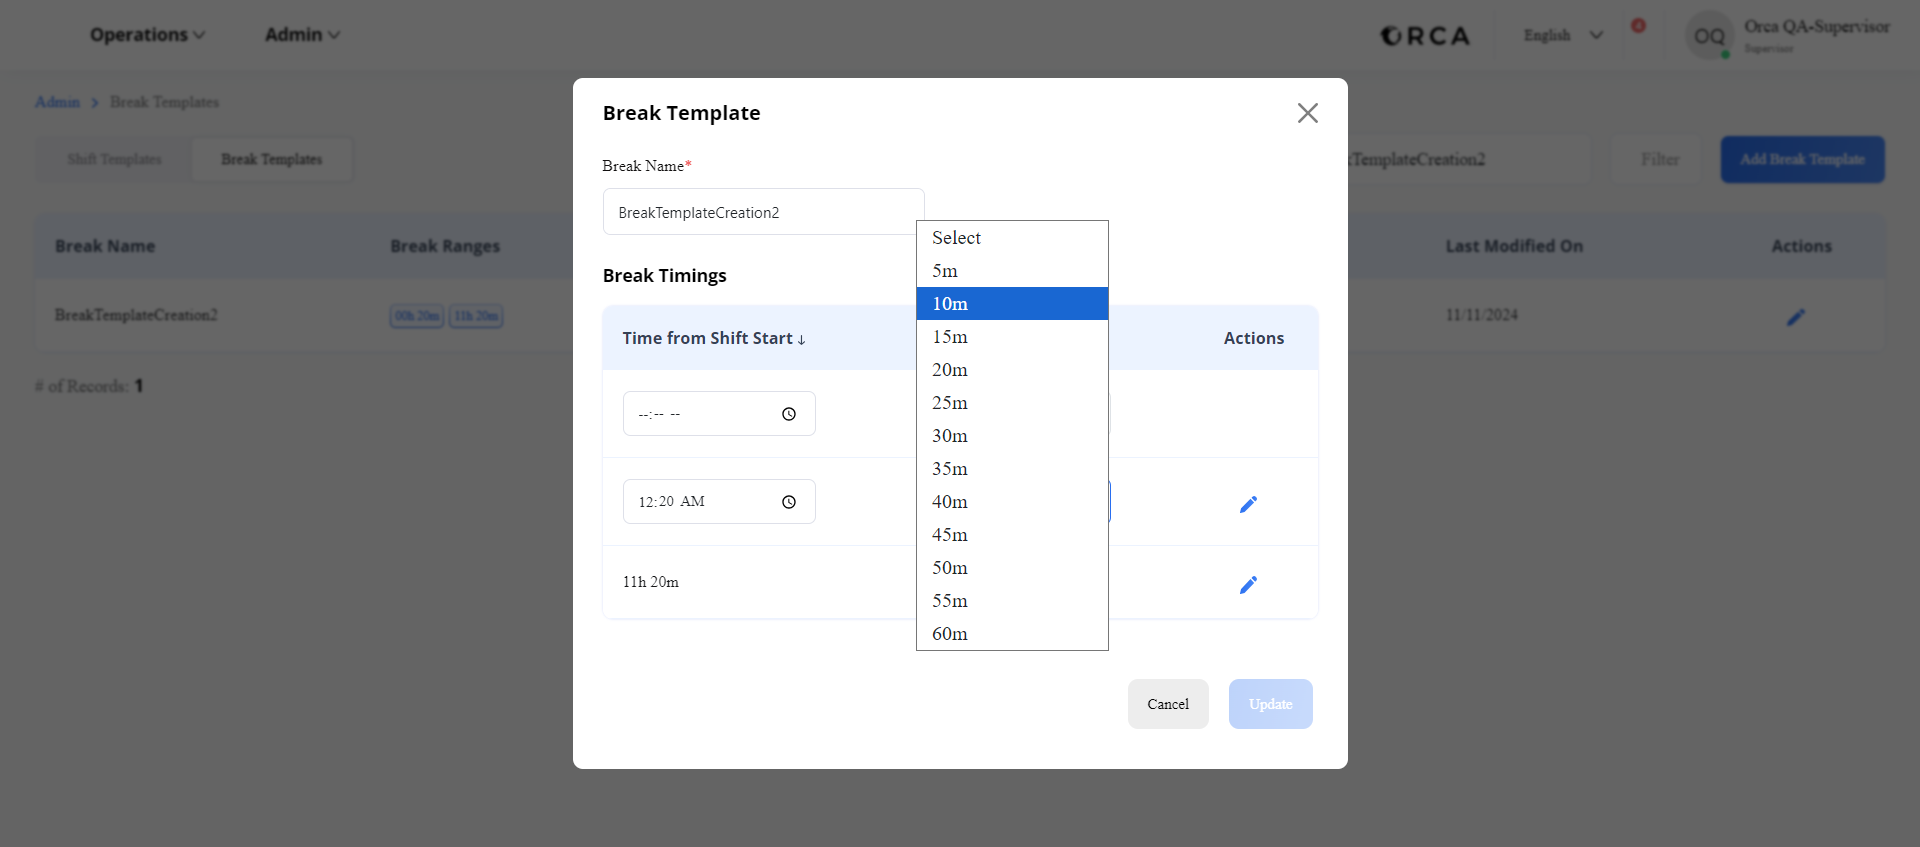 Operations
Admin
ORCA
English
4
OQ
Orca QA-Supervisor
Supervisor
Admin > Break Templates
Shift Templates
Break Templates
kTemplateCreation2
Filter
Add Break Template
Break Name
Break Ranges
Last Modified On
Actions
BreakTemplateCreation2
00h 20m
11h 20m
11/11/2024
# of Records: 1
Break Template
Break Name*
BreakTemplateCreation2
Break Timings
Time from Shift Start ↓
Actions
--:-- --
12:20 AM
11h 20m
Select
5m
10m
15m
20m
25m
30m
35m
40m
45m
50m
55m
60m
Cancel
Update